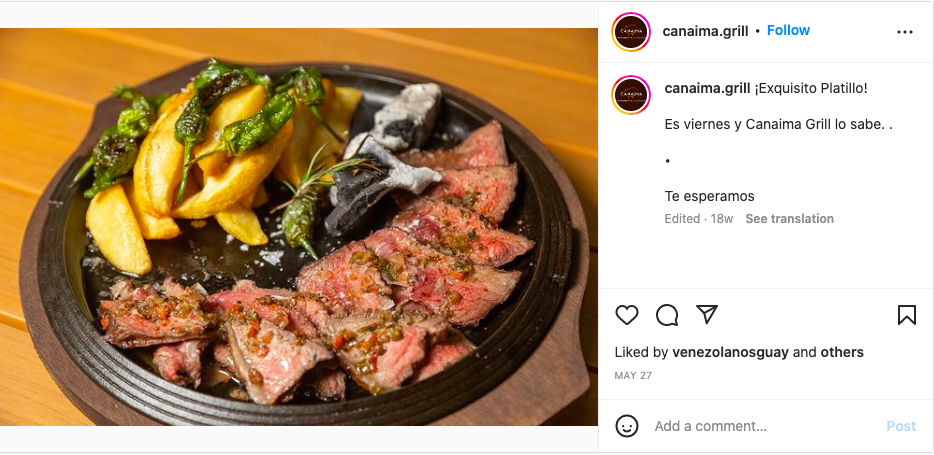 canaima.grill • Follow
canaima.grill ¡Exquisito Platillo!
Es viernes y Canaima Grill lo sabe. .
•
Te esperamos
Edited · 18w See translation
Liked by venezolanosguay and others
MAY 27
Add a comment...
Post